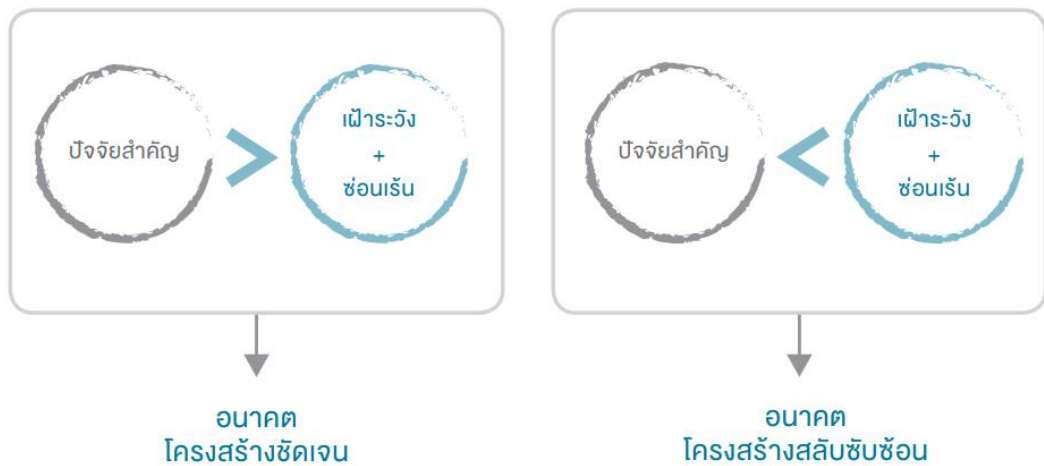 ปัจจัยสำคัญ
>
เฝ้าระวัง
+
ซ่อนเร้น
อนาคต
โครงสร้างชัดเจน
ปัจจัยสำคัญ
<
เฝ้าระวัง
+
ซ่อนเร้น
อนาคต
โครงสร้างสลับซับซ้อน